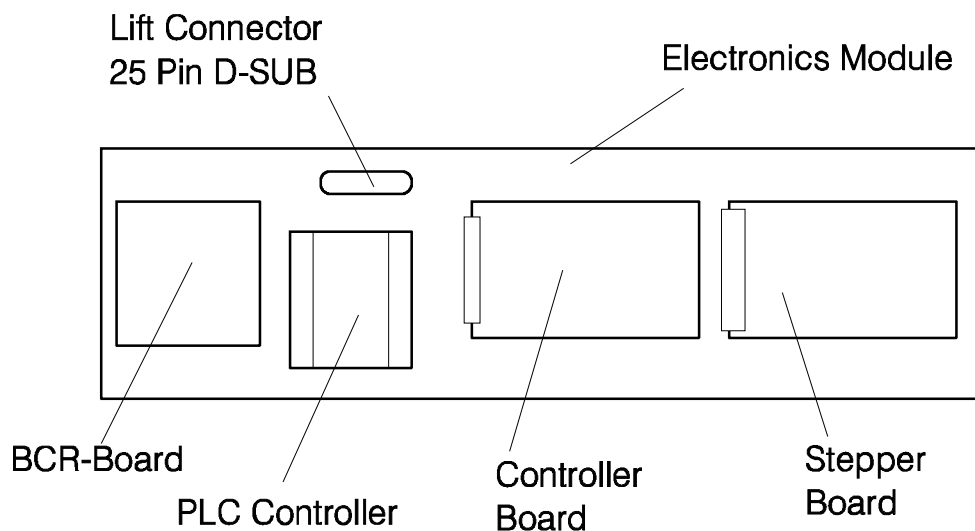 Lift Connector
25 Pin D-SUB
Electronics Module
BCR-Board
PLC Controller
Controller
Board
Stepper
Board